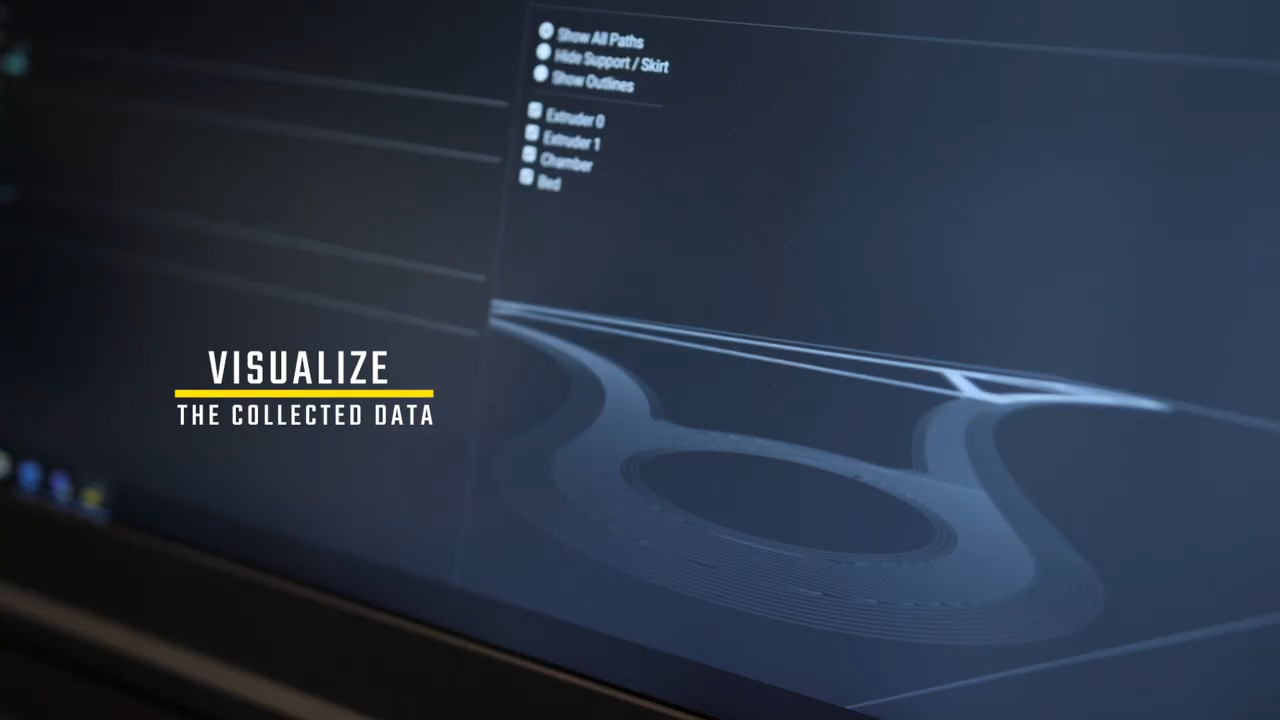 Show All Paths
Hide Support / Skirt
Show Outlines
Extruder 0
Extruder 1
Chamber
Bed
VISUALIZE
THE COLLECTED DATA